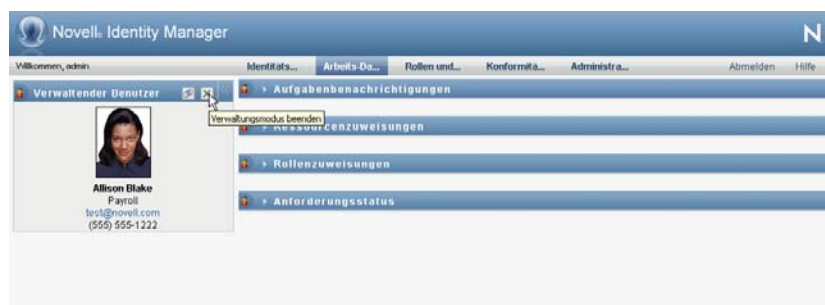 Novell® Identity Manager
N
Willkommen, admin
Identitäts... Arbeits-Da... Rollen und... Konformitä... Administra... Abmelden Hilfe
Verwaltender Benutzer
Verwaltungsmodus beenden
Allison Blake
Payroll
test@novell.com
(555) 555-1222
Aufgabenbenachrichtigungen
Ressourcenzuweisungen
Rollenzuweisungen
Anforderungsstatus